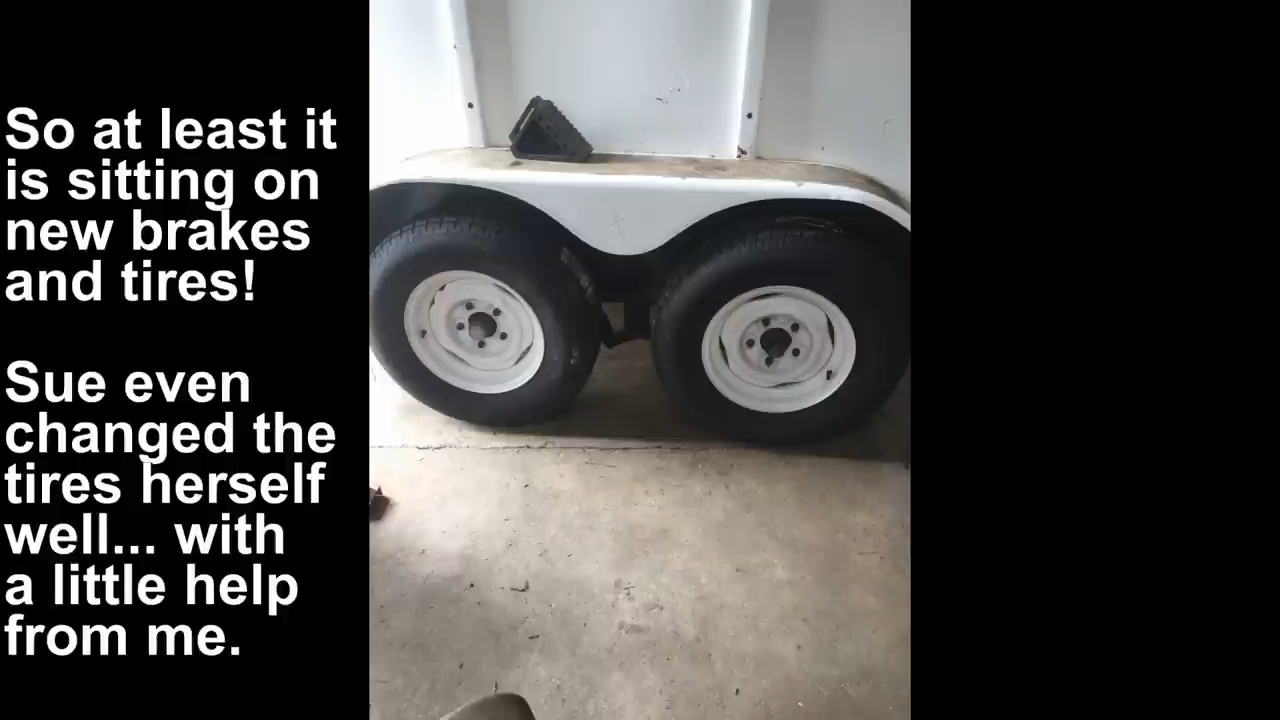 So at least it
is sitting on
new brakes
and tires!
Sue even
changed the
tires herself
well... with
a little help
from me.